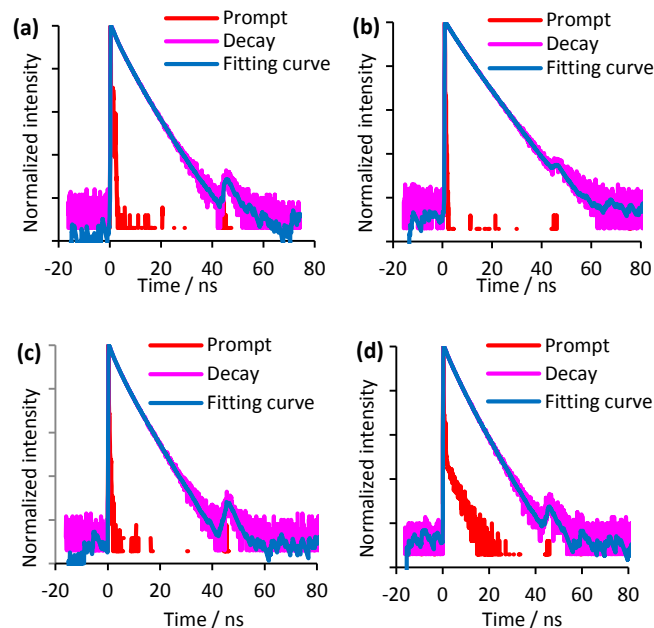 (a)
Prompt
Decay
Fitting curve
Normalized intensity
-20 0 20 40 60 80
Time / ns
(b)
Prompt
Decay
Fitting curve
Normalized intensity
-20 0 20 40 60 80
Time / ns
(c)
Prompt
Decay
Fitting curve
Normalized intensity
-20 0 20 40 60 80
Time / ns
(d)
Prompt
Decay
Fitting curve
Normalized intensity
-20 0 20 40 60 80
Time / ns